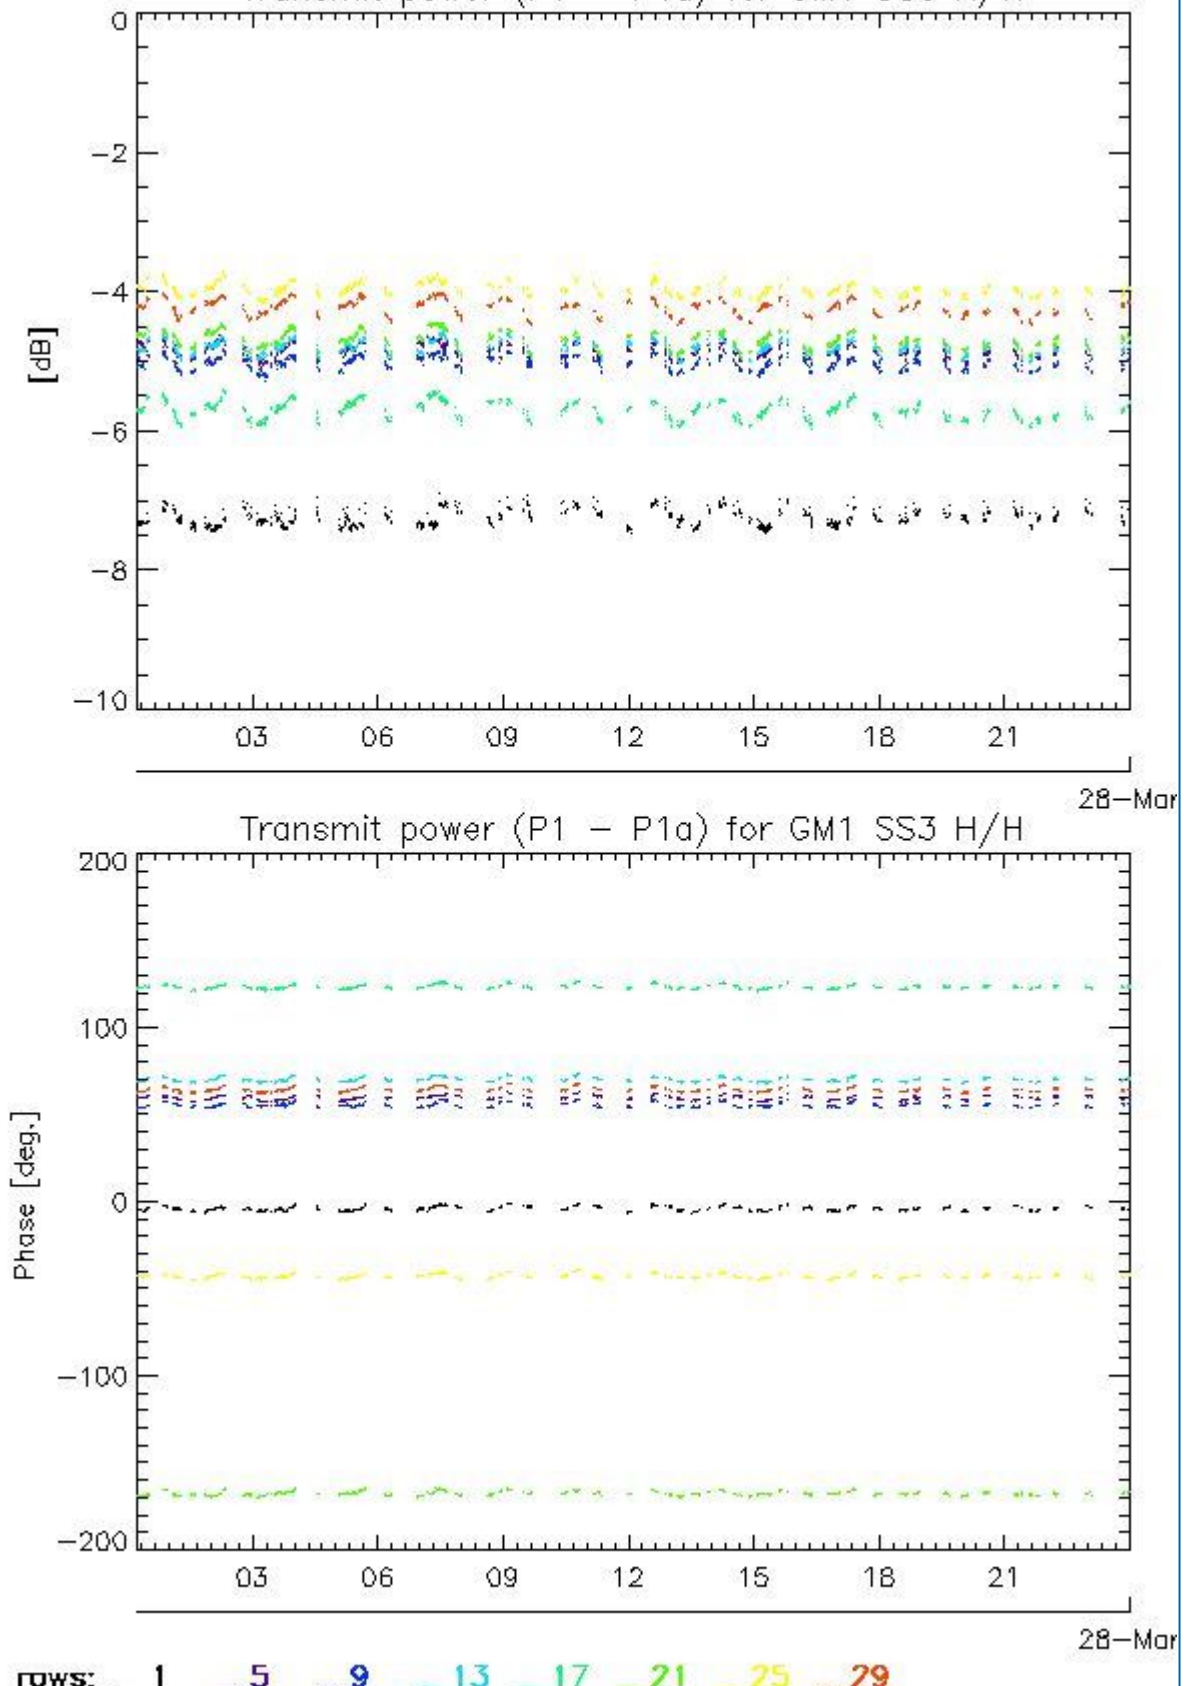 0
−2
−4
[dB]
−6
−8
−10
03 06 09 12 15 18 21
28−Mar
Transmit power (P1 − P1a) for GM1 SS3 H/H
200
100
Phase [deg.]
0
−100
−200
03 06 09 12 15 18 21
28−Mar
rows: 1 5 9 13 17 21 25 29